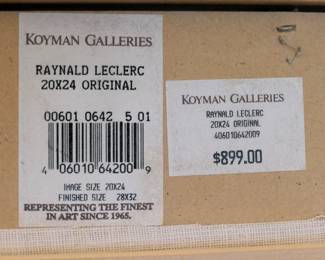 KOYMAN GALLERIES
RAYNALD LECLERC
20X24 ORIGINAL
00601 0642 5 01
4 06010 64200 9
IMAGE SIZE 20X24
FINISHED SIZE 28X32
REPRESENTING THE FINEST
IN ART SINCE 1965.
KOYMAN GALLERIES
RAYNALD LECLERC
20X24 ORIGINAL
406010642009
$899.00